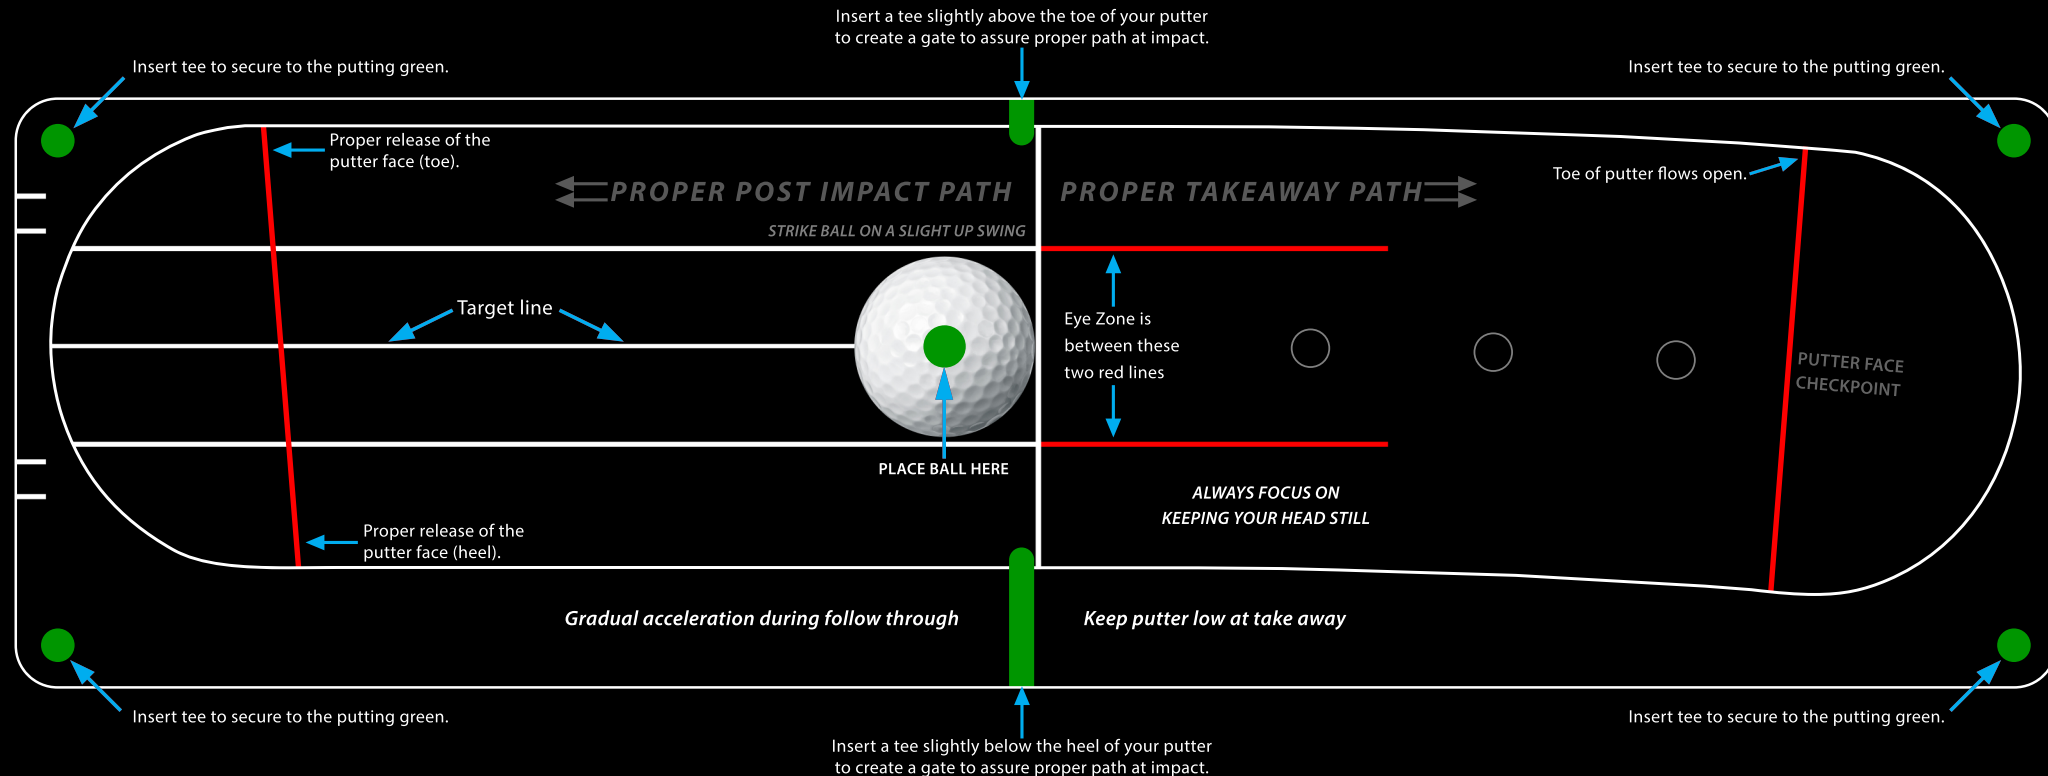 Insert a tee slightly above the toe of your putter
to create a gate to assure proper path at impact.
Insert tee to secure to the putting green.
Insert tee to secure to the putting green.
Proper release of the
putter face (toe).
Toe of putter flows open.
PROPER POST IMPACT PATH
PROPER TAKEAWAY PATH
STRIKE BALL ON A SLIGHT UP SWING
Target line
Eye Zone is
between these
two red lines
PUTTER FACE
CHECKPOINT
PLACE BALL HERE
ALWAYS FOCUS ON
KEEPING YOUR HEAD STILL
Proper release of the
putter face (heel).
Gradual acceleration during follow through
Keep putter low at take away
Insert tee to secure to the putting green.
Insert tee to secure to the putting green.
Insert a tee slightly below the heel of your putter
to create a gate to assure proper path at impact.